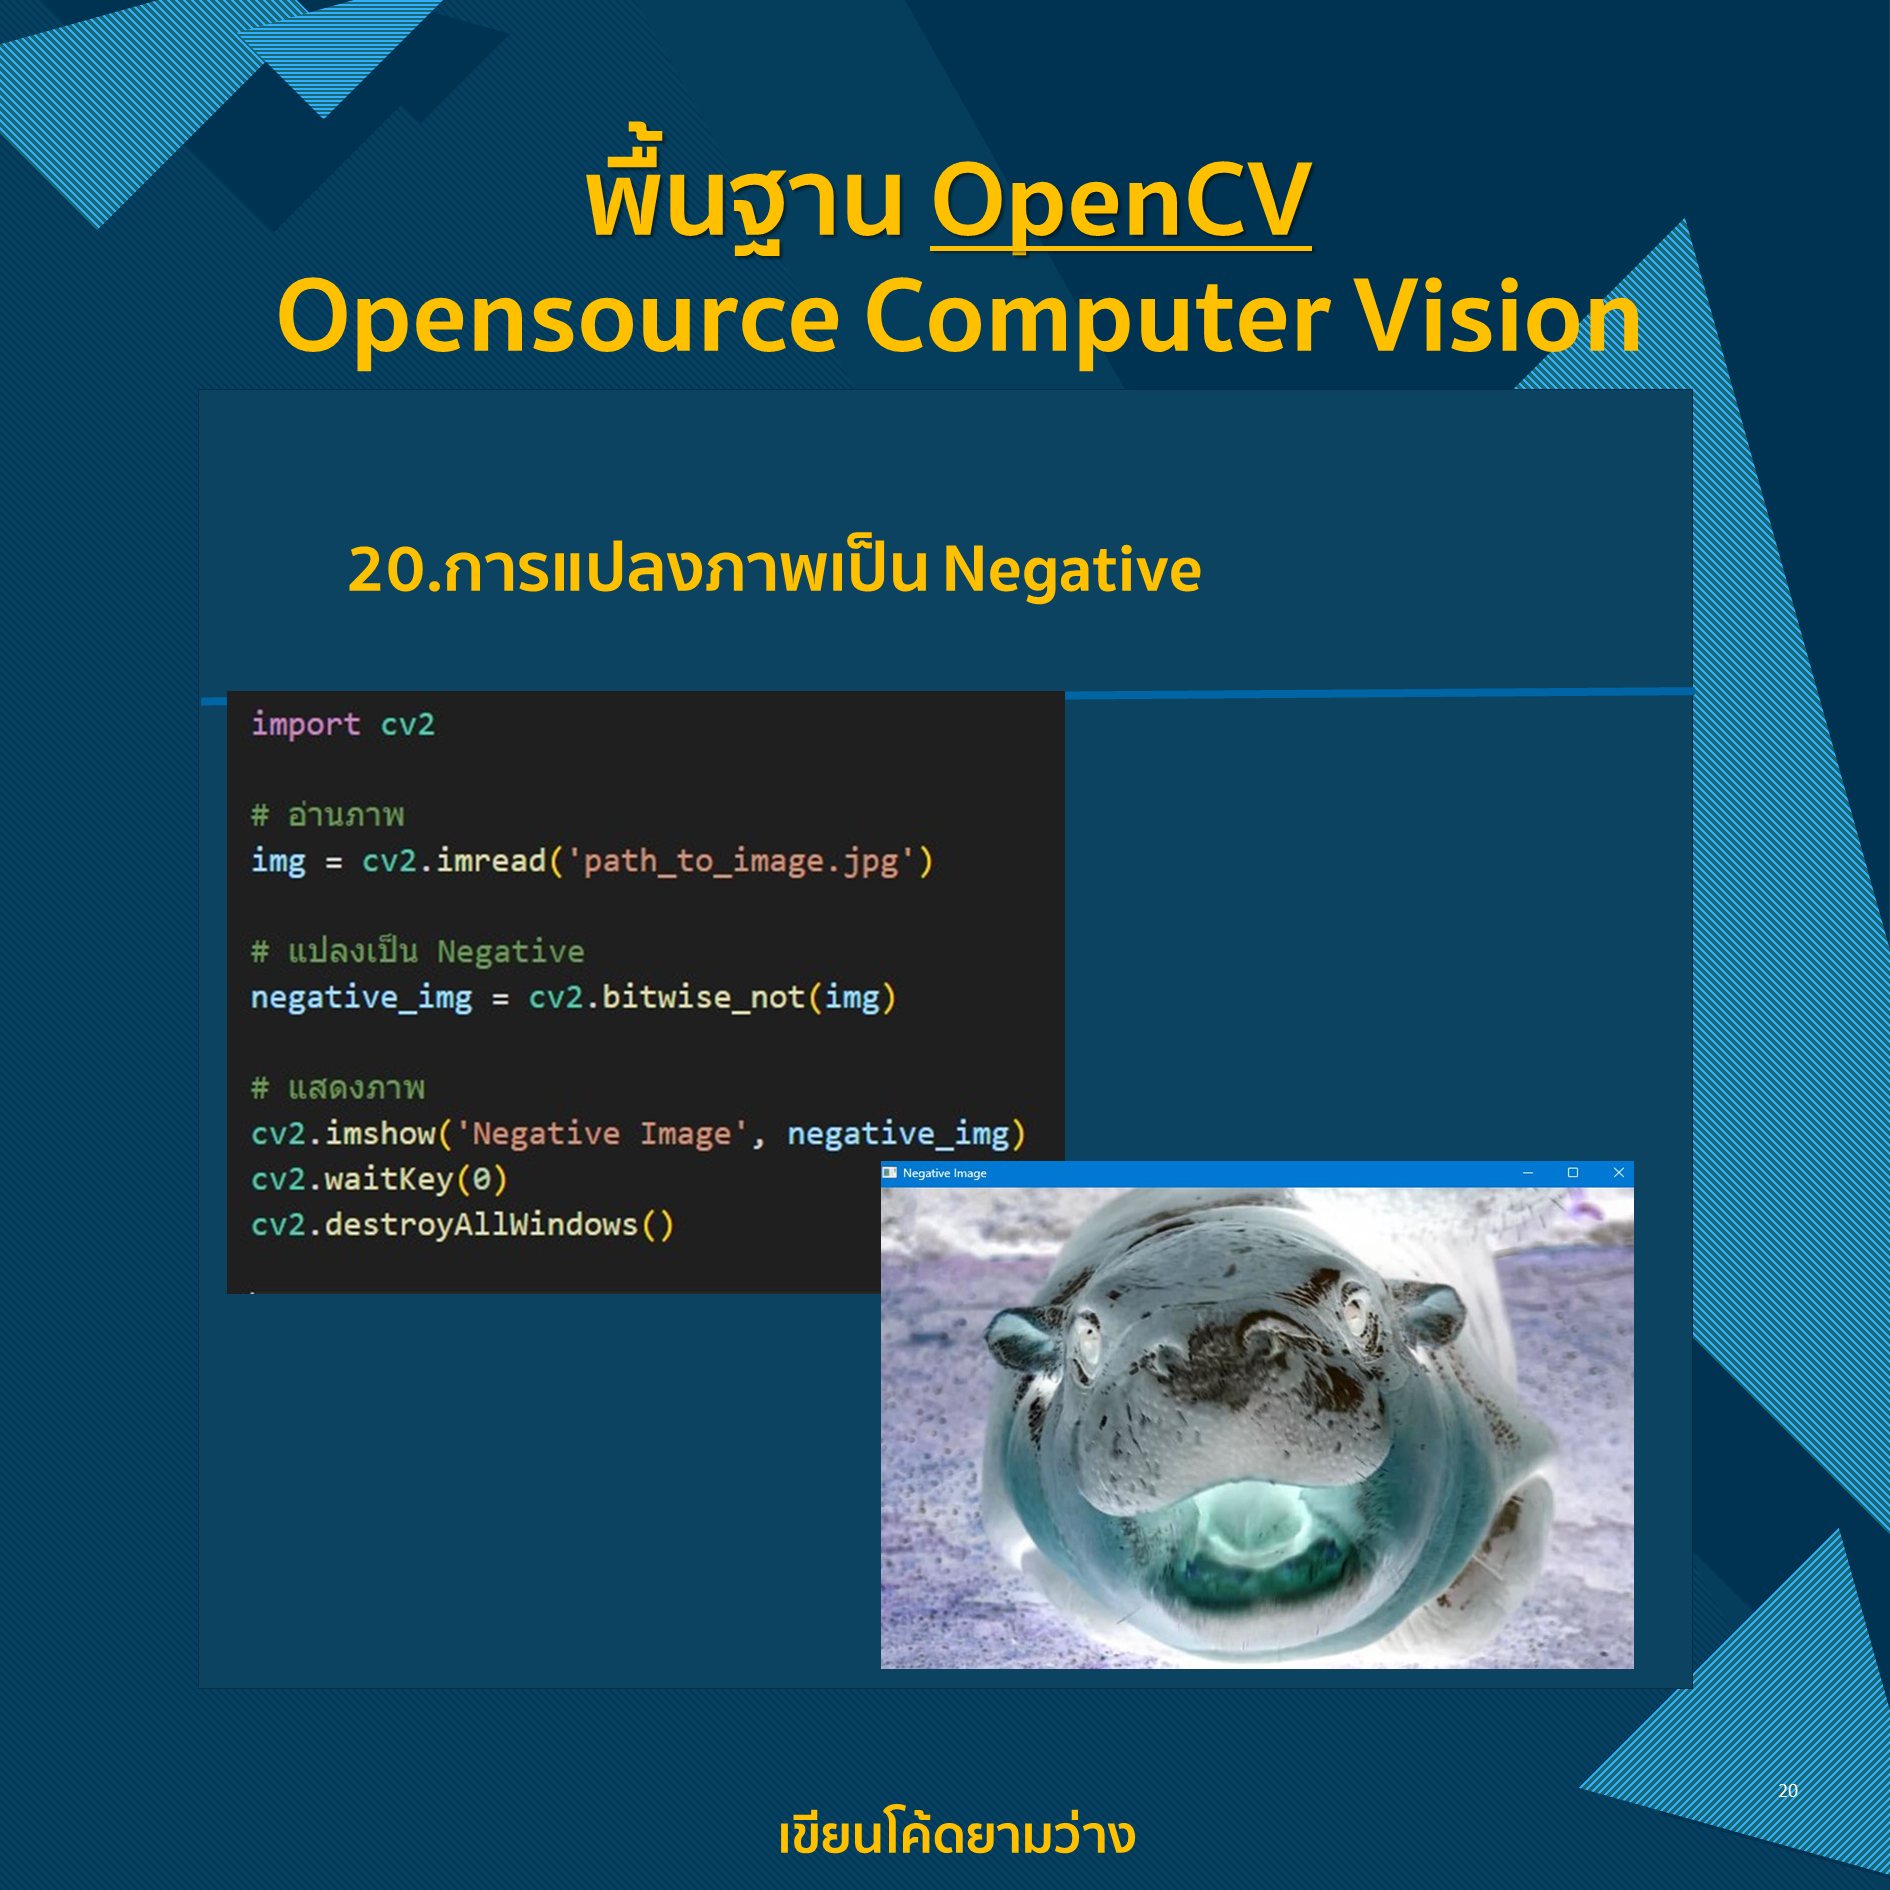 พื้นฐาน OpenCV
Opensource Computer Vision
20.การแปลงภาพเป็น Negative
import cv2
# อ่านภาพ
img = cv2.imread('path_to_image.jpg')
# แปลงเป็น Negative
negative_img = cv2.bitwise_not(img)
# แสดงภาพ
cv2.imshow('Negative Image', negative_img)
cv2.waitKey(0)
cv2.destroyAllWindows()
Negative Image
20
เขียนโค้ดยามว่าง